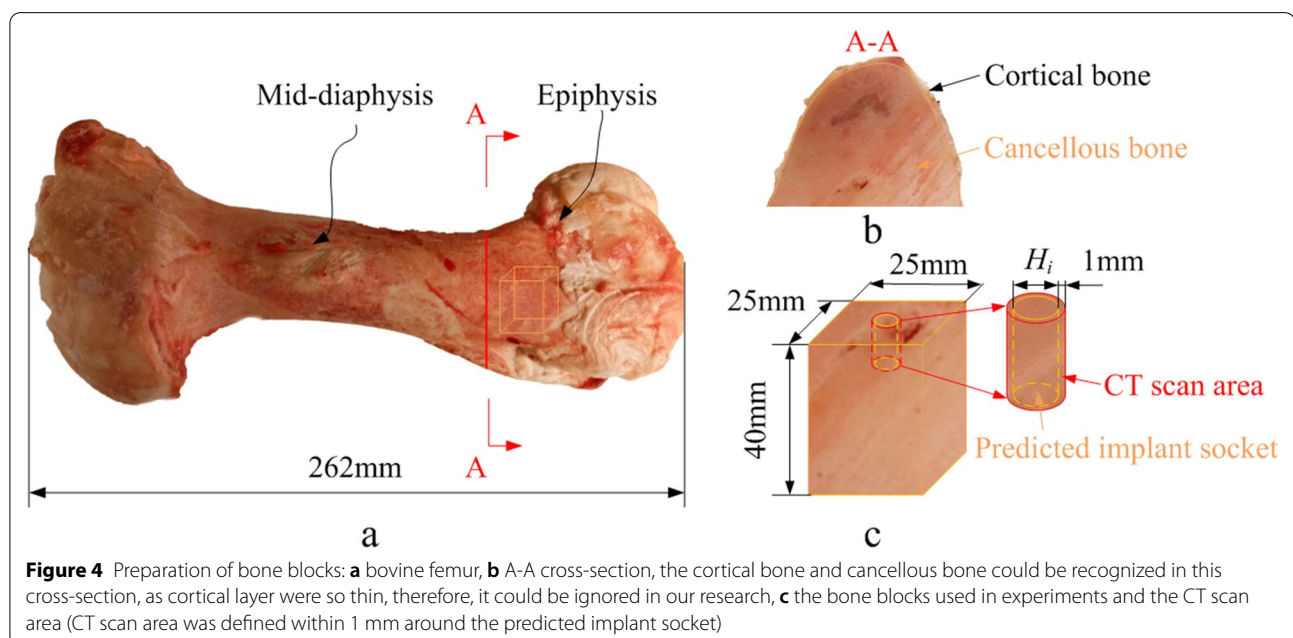 A-A
Mid-diaphysis
Epiphysis
A
Cortical bone
Cancellous bone
b
25mm
H_i
1mm
25mm
40mm
CT scan area
Predicted implant socket
c
A
262mm
a
Figure 4 Preparation of bone blocks: a bovine femur, b A-A cross-section, the cortical bone and cancellous bone could be recognized in this
cross-section, as cortical layer were so thin, therefore, it could be ignored in our research, c the bone blocks used in experiments and the CT scan
area (CT scan area was defined within 1 mm around the predicted implant socket)